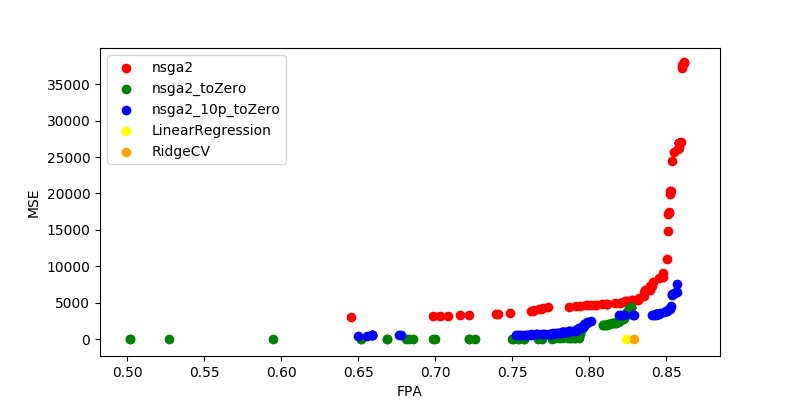 nsga2
nsga2_toZero
nsga2_10p_toZero
LinearRegression
RidgeCV
35000
30000
25000
20000
15000
10000
5000
0
MSE
0.50 0.55 0.60 0.65 0.70 0.75 0.80 0.85
FPA